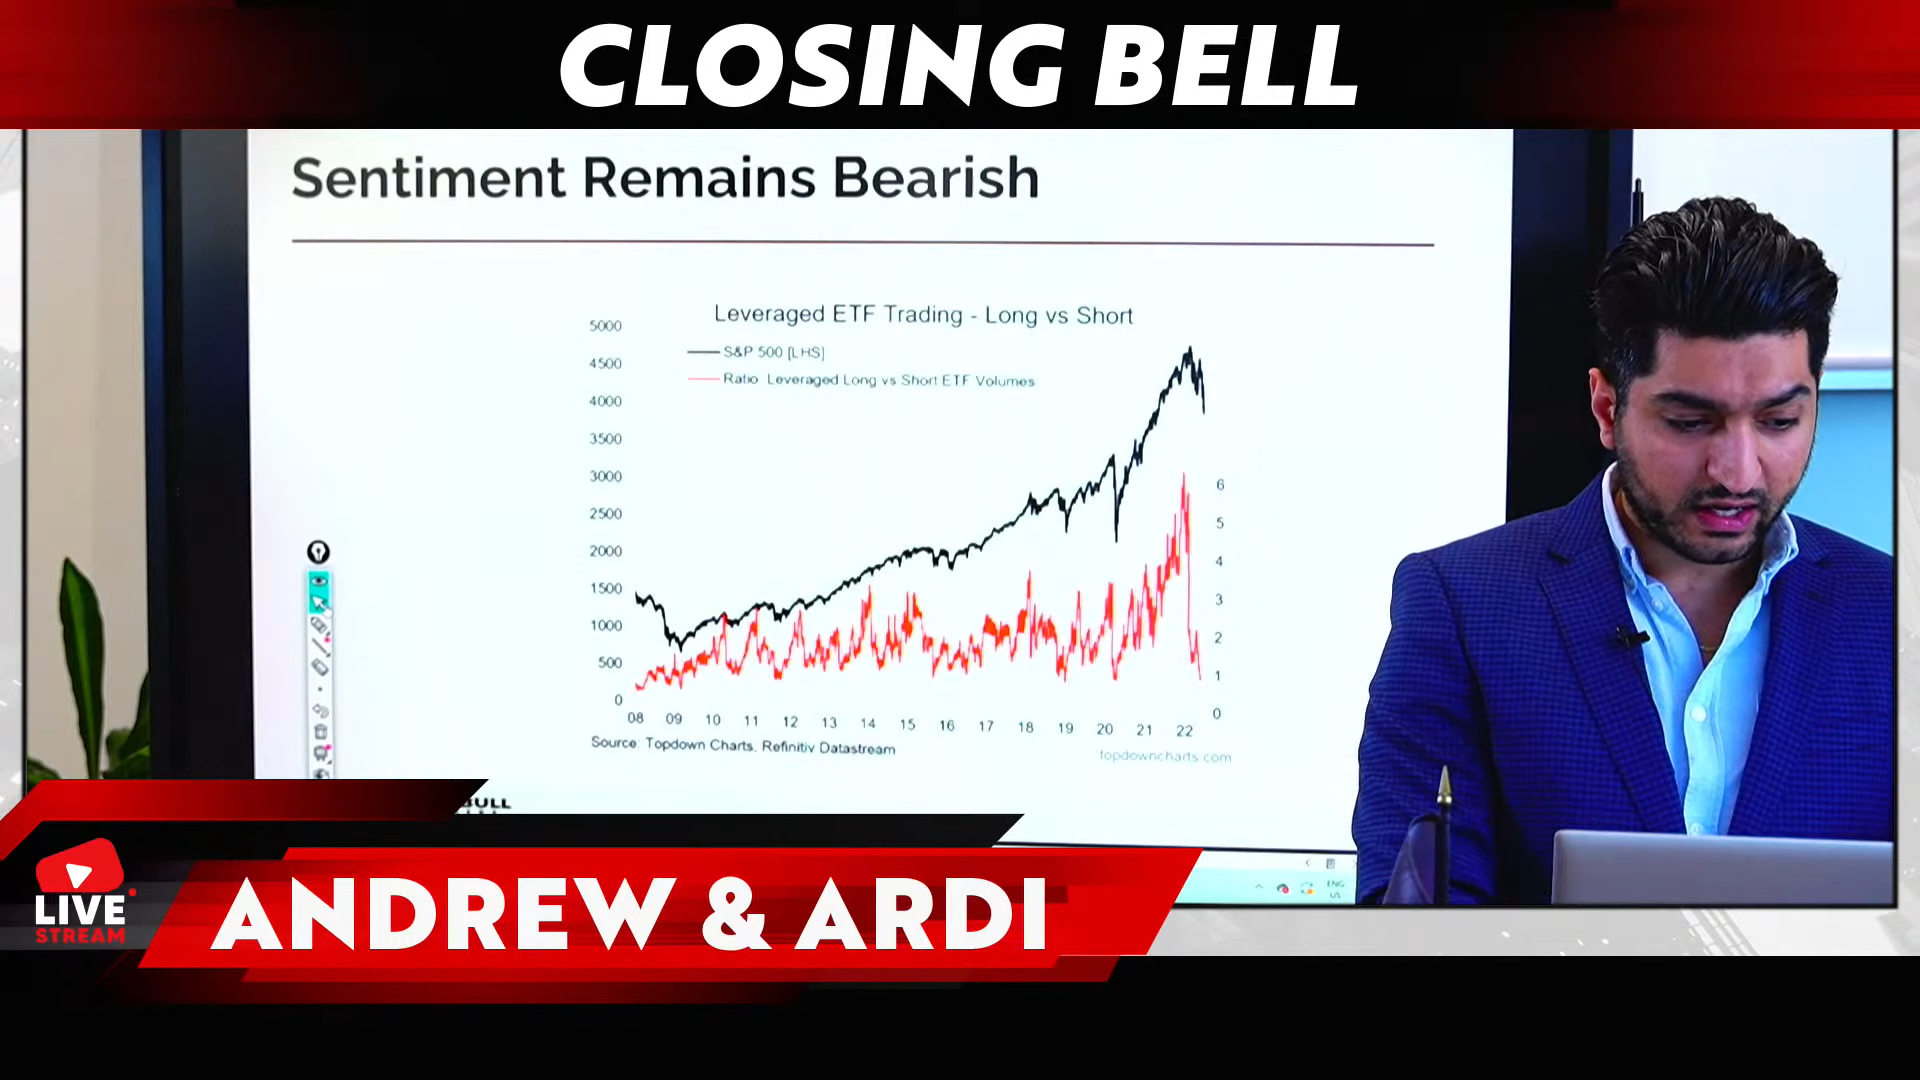 CLOSING BELL
Sentiment Remains Bearish
Leveraged ETF Trading - Long vs Short
S&P 500 [LHS]
Ratio Leveraged Long vs Short ETF Volumes
5000
4500
4000
3500
3000
2500
2000
1500
1000
500
0
6
5
4
3
2
1
0
08 09 10 11 12 13 14 15 16 17 18 19 20 21 22
Source: Topdown Charts, Refinitiv Datastream
topdowncharts.com
BULL
ENG
US
LIVE
STREAM
ANDREW & ARDI